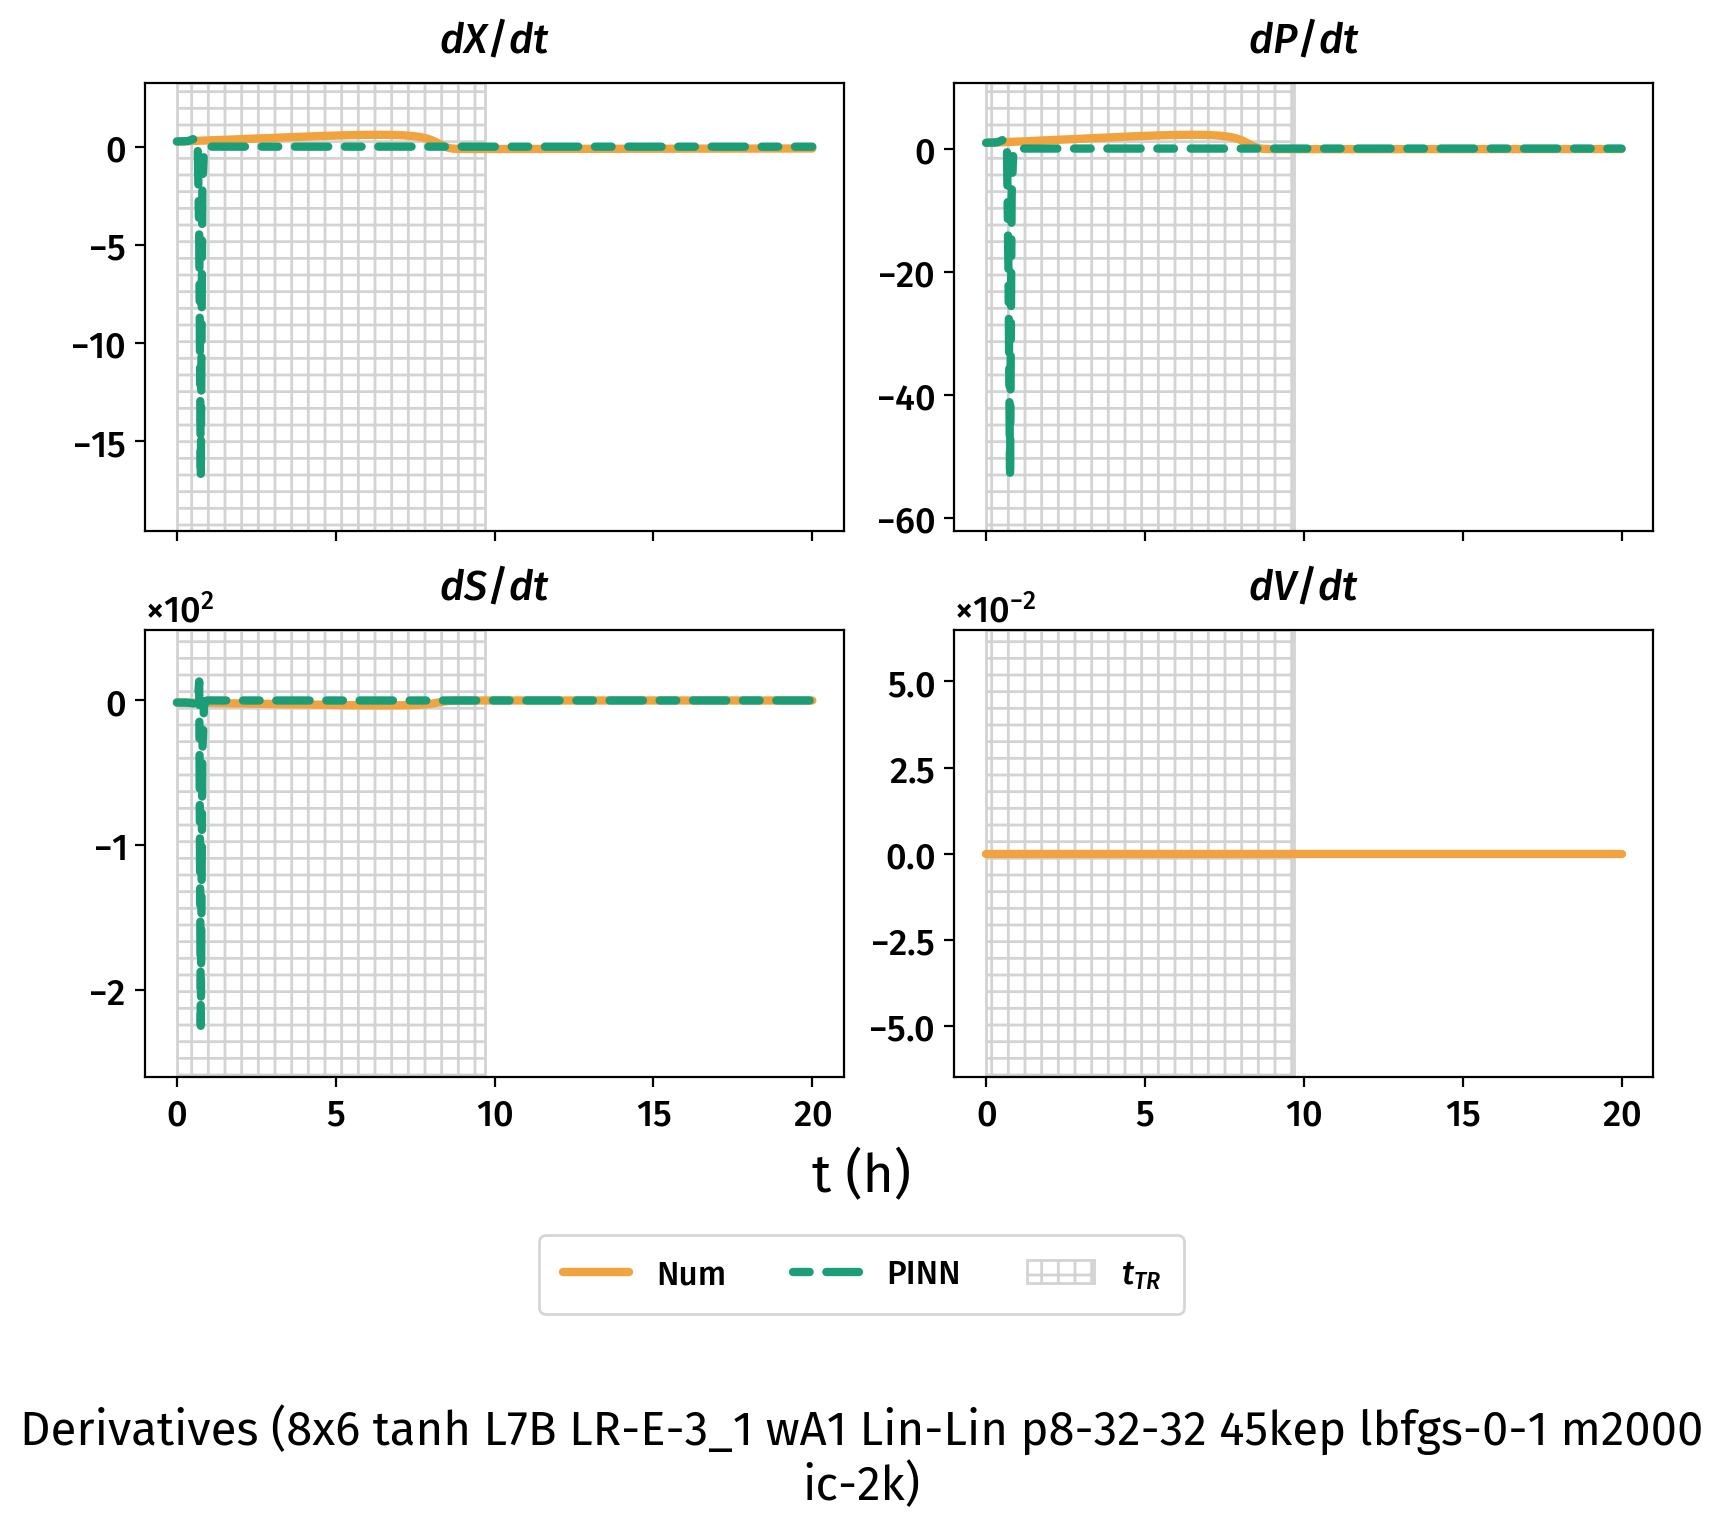 dX/dt
dP/dt
0
−5
−10
−15
0
−20
−40
−60
dS/dt
dV/dt
×10²
×10⁻²
0
−1
−2
5.0
2.5
0.0
−2.5
−5.0
0 5 10 15 20
0 5 10 15 20
t (h)
Num PINN t_TR
Derivatives (8x6 tanh L7B LR-E-3_1 wA1 Lin-Lin p8-32-32 45kep lbfgs-0-1 m2000
ic-2k)